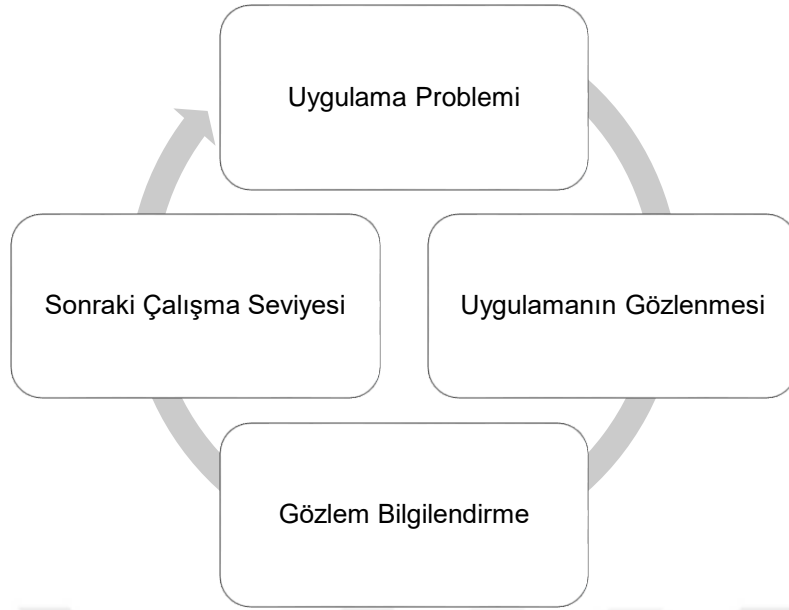 Uygulama Problemi
Uygulamanın Gözlenmesi
Gözlem Bilgilendirme
Sonraki Çalışma Seviyesi